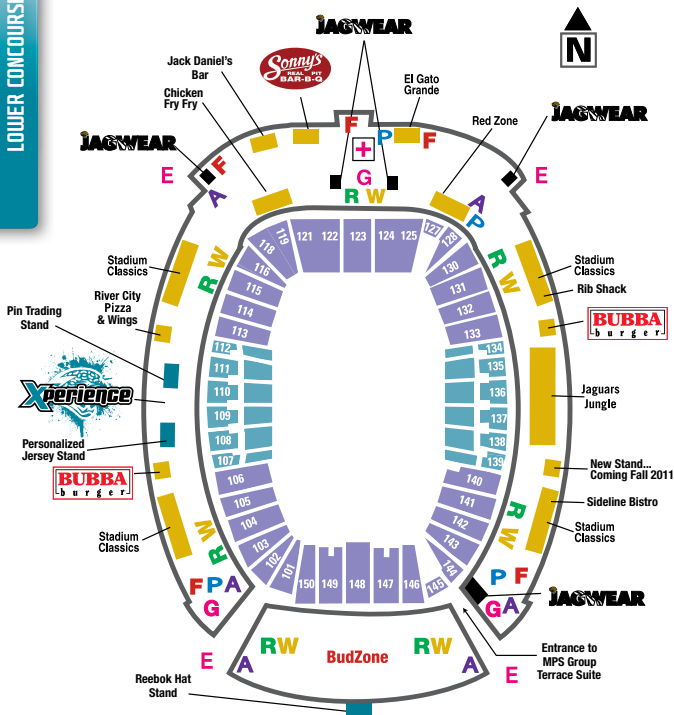 LOWER CONCOURSE
JAGWEAR
N
Jack Daniel's
Bar
Sonny's
REAL PIT
BAR-B-Q
Chicken
Fry Fry
El Gato
Grande
Red Zone
JAGWEAR
JAGWEAR
F
P
F
G
R W
E
F
A
A
P
E
119 121 122 123 124 125 127
118 128
116 130
115 131
114 132
113 133
112 134
111 135
110 136
109 137
108 138
107 139
106 140
105 141
104 142
103 143
102 144
101 150 149 148 147 146 145
R W
R W
Stadium
Classics
River City
Pizza
& Wings
Pin Trading
Stand
Xperience
Personalized
Jersey Stand
BUBBA
burger
Stadium
Classics
Stadium
Classics
Rib Shack
BUBBA
burger
Jaguars
Jungle
New Stand...
Coming Fall 2011
Sideline Bistro
Stadium
Classics
JAGWEAR
W
R
R
W
F P A
G
P F
G A
RW
BudZone
RW
A
A
E
E
Entrance to
MPS Group
Terrace Suite
Reebok Hat
Stand